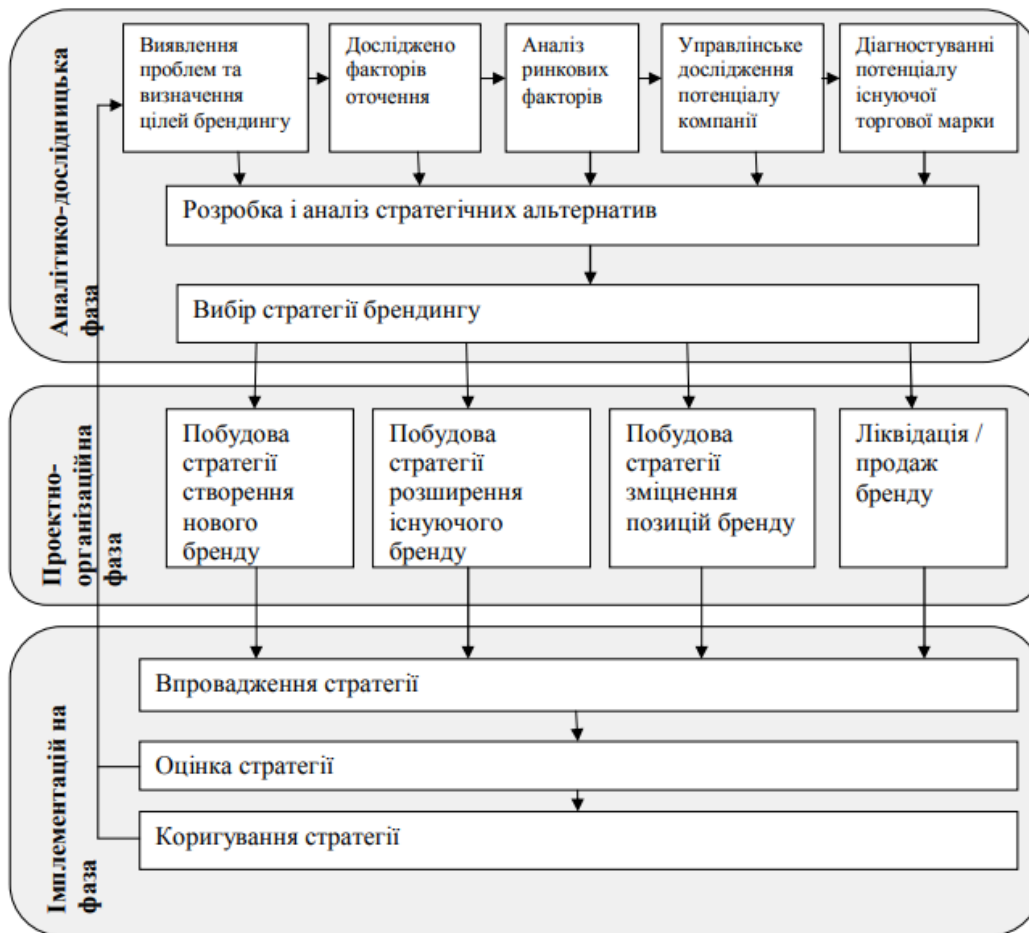 Аналітико-дослідницька
фаза
Виявлення
проблем та
визначення
цілей брендингу
Досліджено
факторів
оточення
Аналіз
ринкових
факторів
Управлінське
дослідження
потенціалу
компанії
Діагностуванні
потенціалу
існуючої
торгової марки
Розробка і аналіз стратегічних альтернатив
Вибір стратегії брендингу
Проектно-
організаційна
фаза
Побудова
стратегії
створення
нового
бренду
Побудова
стратегії
розширення
існуючого
бренду
Побудова
стратегії
зміцнення
позицій бренду
Ліквідація /
продаж
бренду
Імплементацій на
фаза
Впровадження стратегії
Оцінка стратегії
Коригування стратегії